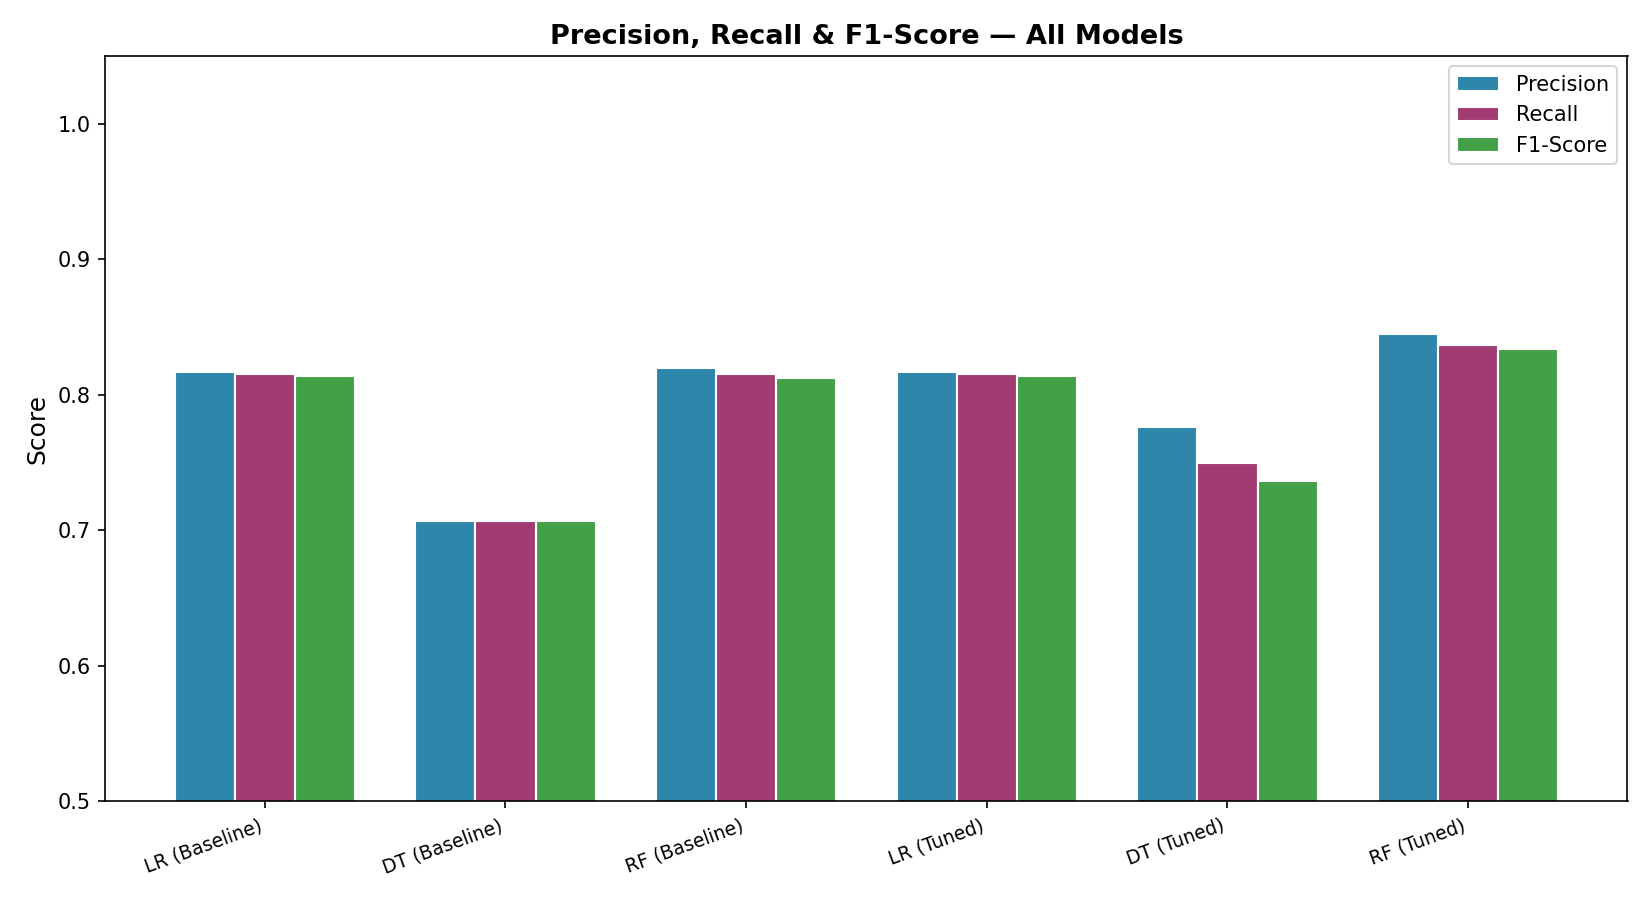 Precision, Recall & F1-Score — All Models
Precision
Recall
F1-Score
Score
1.0
0.9
0.8
0.7
0.6
0.5
LR (Baseline)
DT (Baseline)
RF (Baseline)
LR (Tuned)
DT (Tuned)
RF (Tuned)